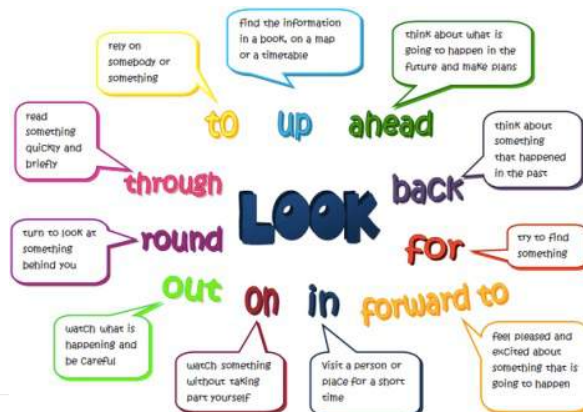 find the information
in a book, on a map
or a timetable
rely on
somebody or
something
think about what is
going to happen in the
future and make plans
to
up
ahead
read
something
quickly and
briefly
think about
something
that happened
in the past
through
back
LOOK
turn to look at
something
behind you
round
for
try to find
something
out
on
in
forward to
watch what is
happening and
be careful
watch something
without taking
part yourself
Visit a person or
place for a short
time
feel pleased and
excited about
something that is
going to happen